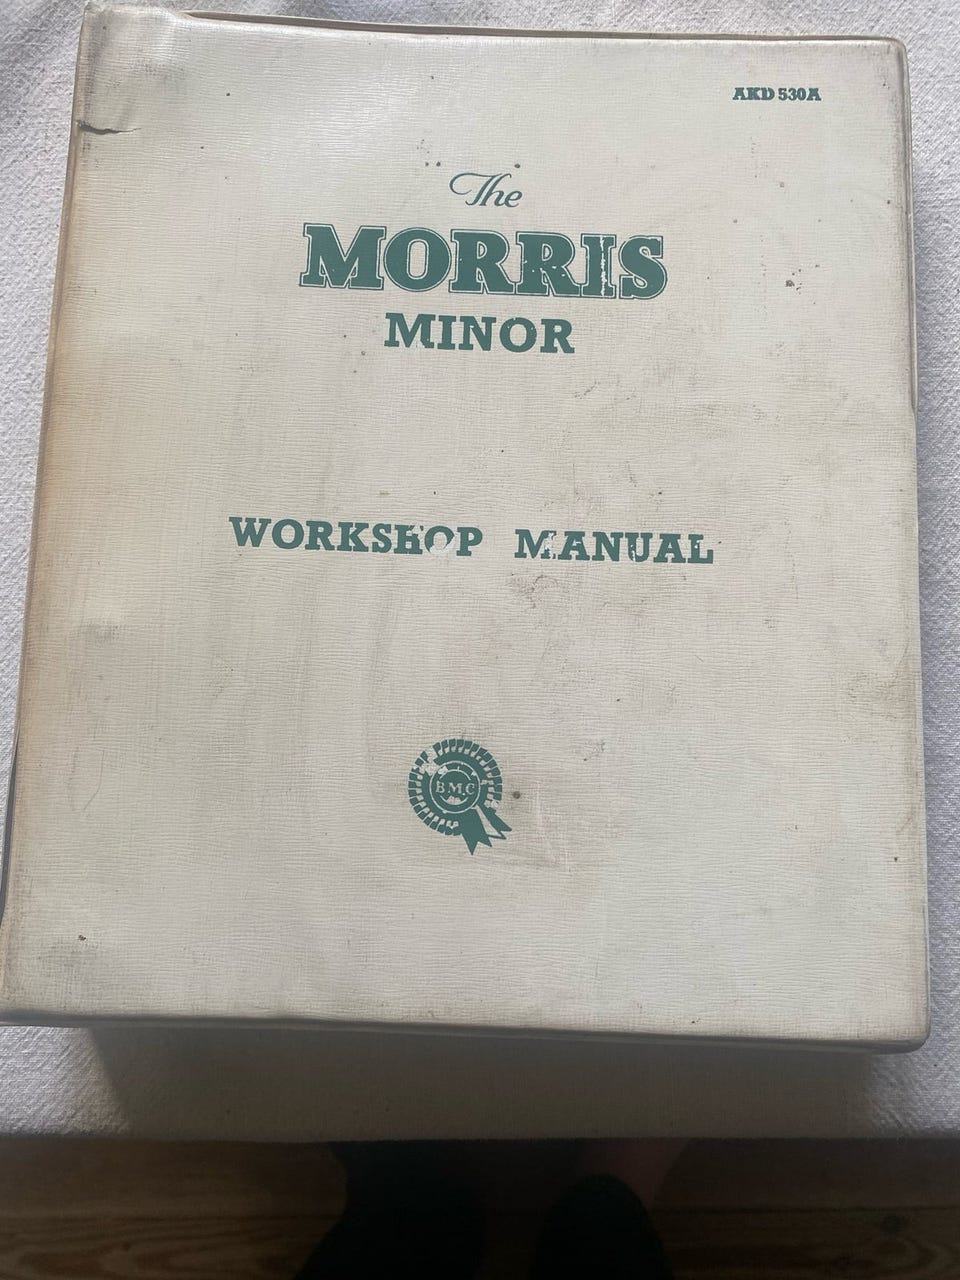 AKD 530A
The
MORRIS
MINOR
WORKSHOP MANUAL
B.M.C